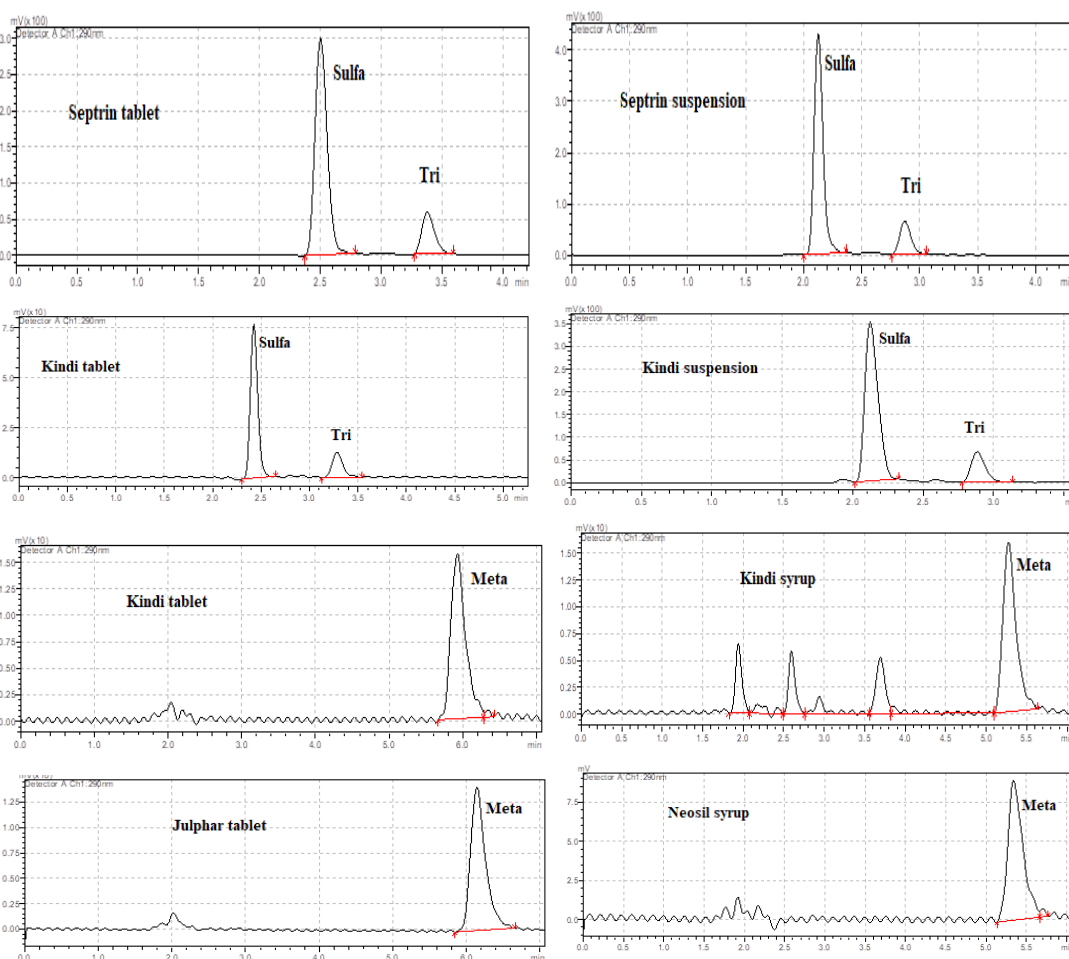 mV(x100)
Detector A Ch1:290nm
3.0
2.5
2.0
1.5
1.0
0.5
0.0
Septrin tablet
Sulfa
Tri
0.0 0.5 1.0 1.5 2.0 2.5 3.0 3.5 4.0 min
mV(x100)
Detector A Ch1:290nm
4.0
3.0
2.0
1.0
0.0
Septrin suspension
Sulfa
Tri
0.0 0.5 1.0 1.5 2.0 2.5 3.0 3.5 4.0
mV(x10)
Detector A Ch1:290nm
7.5
5.0
2.5
0.0
Kindi tablet
Sulfa
Tri
0.0 0.5 1.0 1.5 2.0 2.5 3.0 3.5 4.0 4.5 5.0 min
mV(x100)
Detector A Ch1:290nm
3.5
3.0
2.5
2.0
1.5
1.0
0.5
0.0
Kindi suspension
Sulfa
Tri
0.0 0.5 1.0 1.5 2.0 2.5 3.0
mV(x10)
Detector A Ch1:290nm
1.50
1.25
1.00
0.75
0.50
0.25
0.00
Kindi tablet
Meta
0.0 1.0 2.0 3.0 4.0 5.0 6.0 min
mV(x10)
Detector A Ch1:290nm
1.50
1.25
1.00
0.75
0.50
0.25
0.00
Kindi syrup
Meta
0.0 0.5 1.0 1.5 2.0 2.5 3.0 3.5 4.0 4.5 5.0 5.5
Detector A Ch1:290nm
1.25
1.00
0.75
0.50
0.25
0.00
Julphar tablet
Meta
0.0 1.0 2.0 3.0 4.0 5.0 6.0 min
mV
Detector A Ch1:290nm
7.5
5.0
2.5
0.0
Neosil syrup
Meta
0.0 0.5 1.0 1.5 2.0 2.5 3.0 3.5 4.0 4.5 5.0 5.5